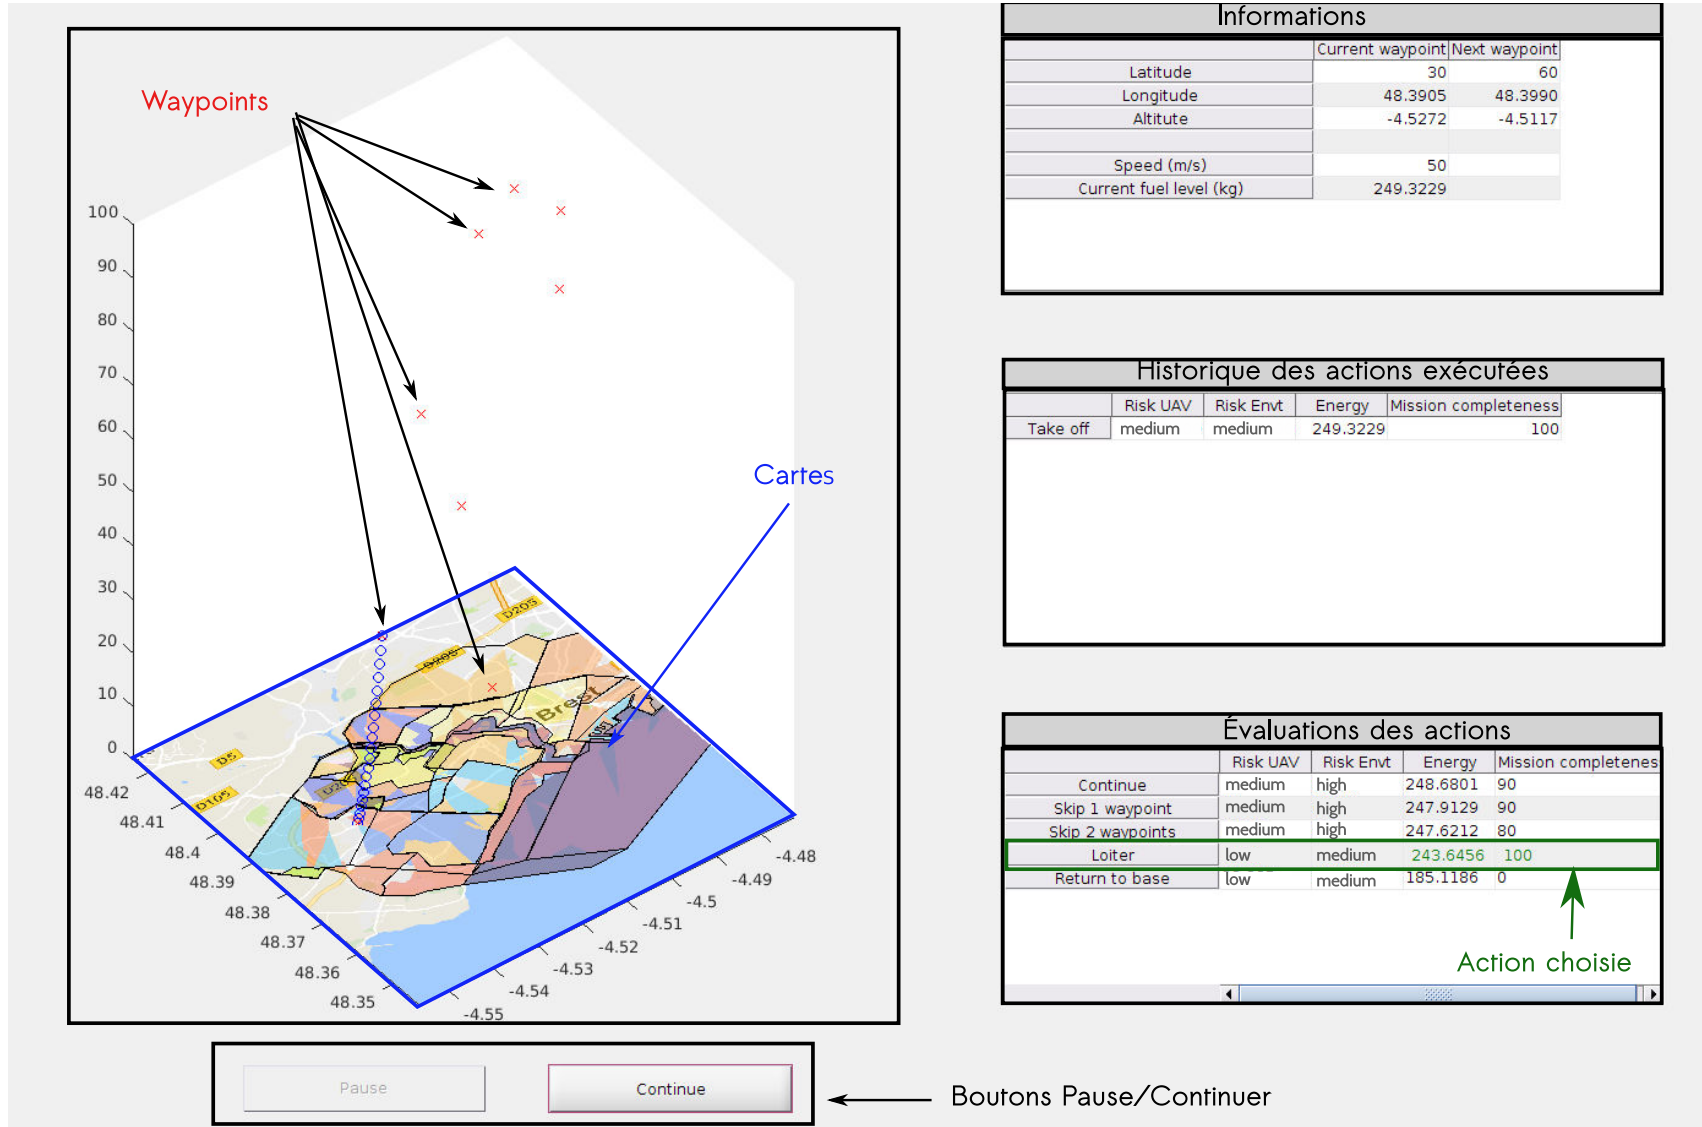 Waypoints
100
90
80
70
60
50
40
30
20
10
0
Cartes
D205
D205
D5
D105
Brest
48.42
48.41
48.4
48.39
48.38
48.37
48.36
48.35
-4.48
-4.49
-4.5
-4.51
-4.52
-4.53
-4.54
-4.55
Pause
Continue
Boutons Pause/Continuer
Informations
Current waypoint Next waypoint
Latitude 30 60
Longitude 48.3905 48.3990
Altitute -4.5272 -4.5117
Speed (m/s) 50
Current fuel level (kg) 249.3229
Historique des actions exécutées
Risk UAV Risk Envt Energy Mission completeness
Take off medium medium 249.3229 100
Évaluations des actions
Risk UAV Risk Envt Energy Mission completenes
Continue medium high 248.6801 90
Skip 1 waypoint medium high 247.9129 90
Skip 2 waypoints medium high 247.6212 80
Loiter low medium 243.6456 100
Return to base low medium 185.1186 0
Action choisie